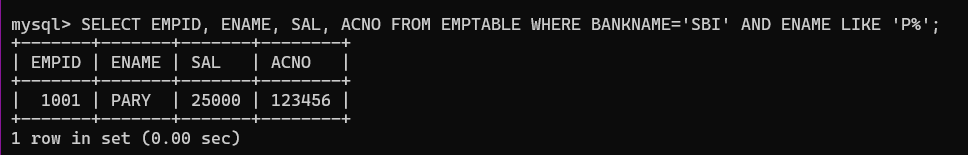 mysql> SELECT EMPID, ENAME, SAL, ACNO FROM EMPTABLE WHERE BANKNAME='SBI' AND ENAME LIKE 'P%';
+-------+-------+-------+--------+
| EMPID | ENAME | SAL   | ACNO   |
+-------+-------+-------+--------+
|  1001 | PARY  | 25000 | 123456 |
+-------+-------+-------+--------+
1 row in set (0.00 sec)